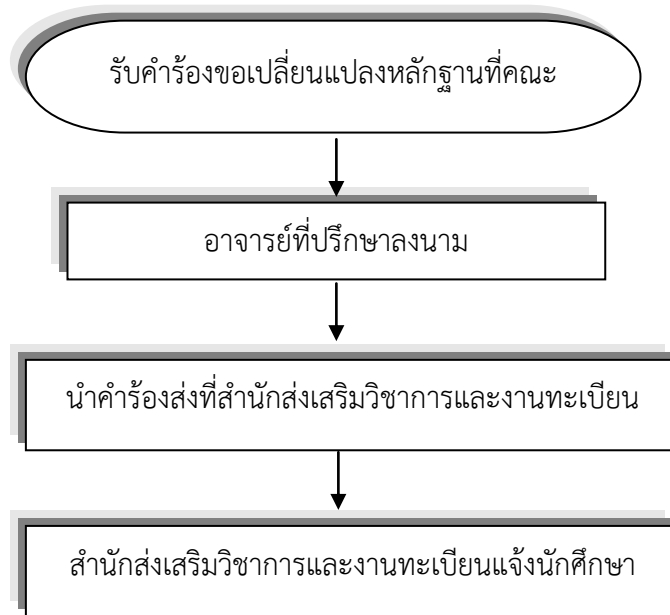 รับคำร้องขอเปลี่ยนแปลงหลักฐานที่คณะ
อาจารย์ที่ปรึกษาลงนาม
นำคำร้องส่งที่สำนักส่งเสริมวิชาการและงานทะเบียน
สำนักส่งเสริมวิชาการและงานทะเบียนแจ้งนักศึกษา